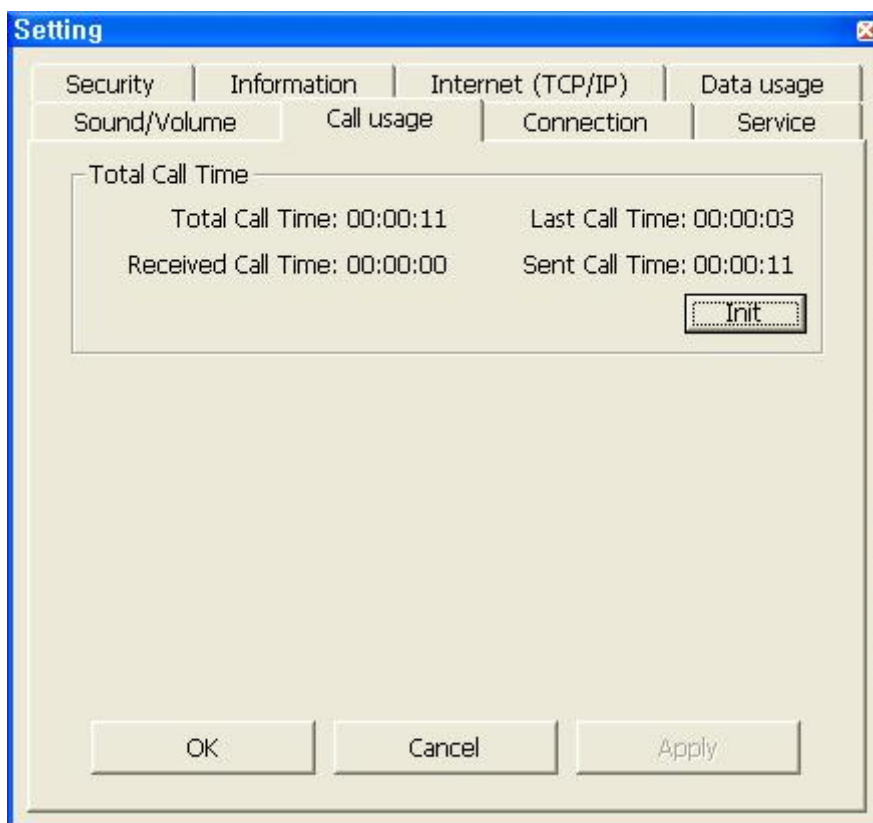 Setting
Security Information Internet (TCP/IP) Data usage
Sound/Volume Call usage Connection Service
Total Call Time
Total Call Time: 00:00:11 Last Call Time: 00:00:03
Received Call Time: 00:00:00 Sent Call Time: 00:00:11
Init
OK Cancel Apply